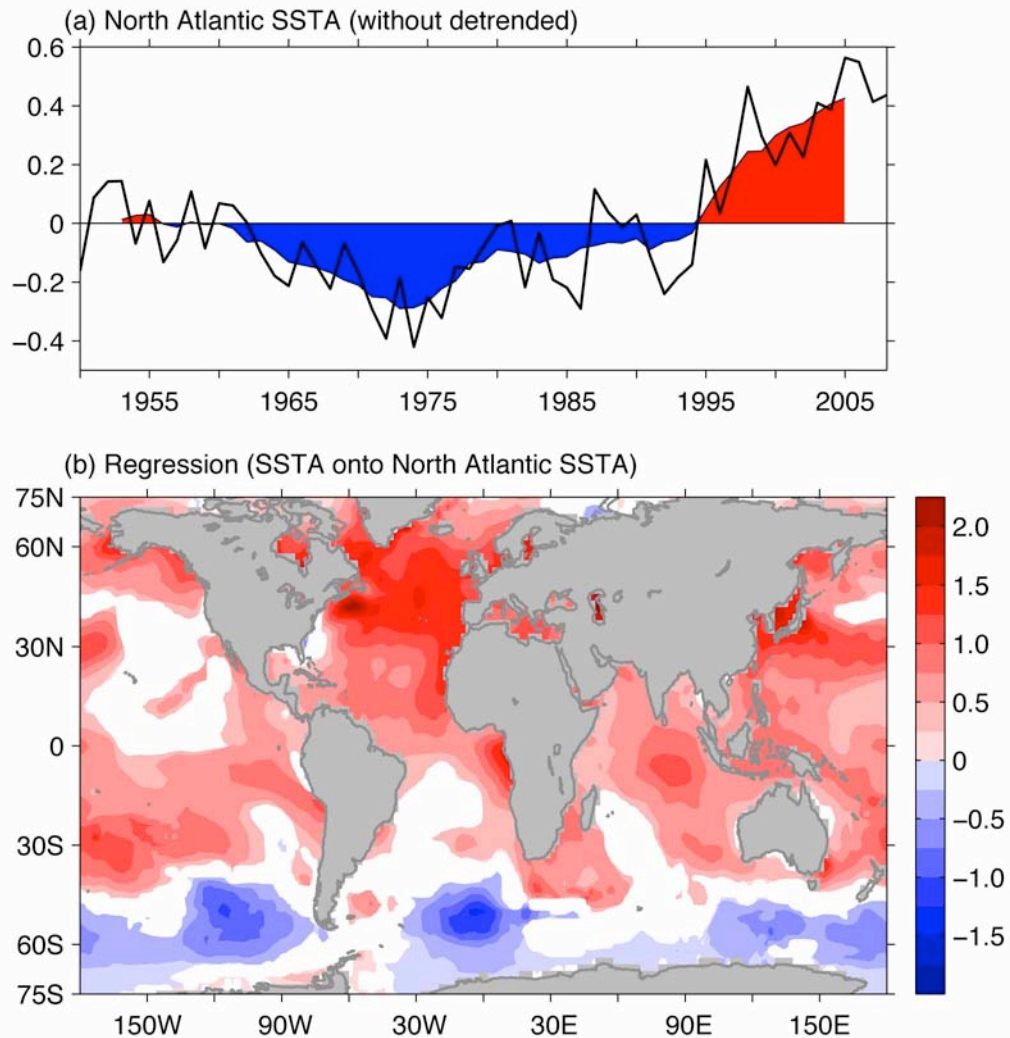 (a) North Atlantic SSTA (without detrended)
0.6
0.4
0.2
0
−0.2
−0.4
1955 1965 1975 1985 1995 2005
(b) Regression (SSTA onto North Atlantic SSTA)
75N
60N
30N
0
30S
60S
75S
150W 90W 30W 30E 90E 150E
2.0
1.5
1.0
0.5
0
−0.5
−1.0
−1.5